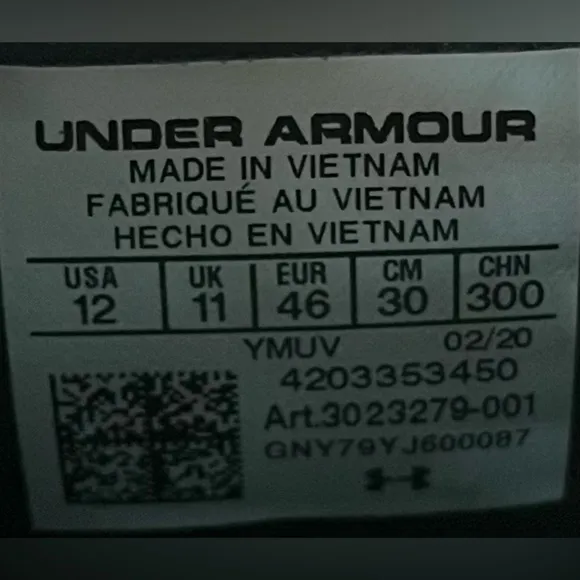 UNDER ARMOUR
MADE IN VIETNAM
FABRIQUÉ AU VIETNAM
HECHO EN VIETNAM
USA UK EUR CM CHN
12 11 46 30 300
YMUV 02/20
4203353450
Art.3023279-001
GNY79YJ600087